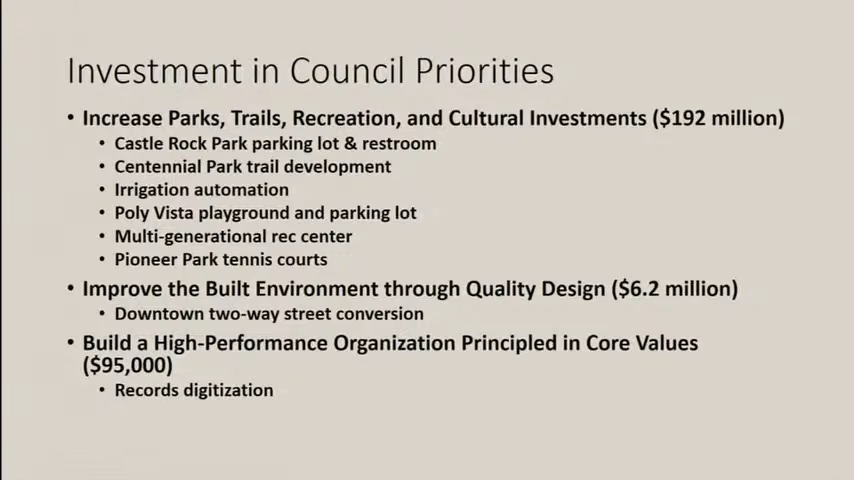 Investment in Council Priorities
• Increase Parks, Trails, Recreation, and Cultural Investments ($192 million)
• Castle Rock Park parking lot & restroom
• Centennial Park trail development
• Irrigation automation
• Poly Vista playground and parking lot
• Multi-generational rec center
• Pioneer Park tennis courts
• Improve the Built Environment through Quality Design ($6.2 million)
• Downtown two-way street conversion
• Build a High-Performance Organization Principled in Core Values
($95,000)
• Records digitization